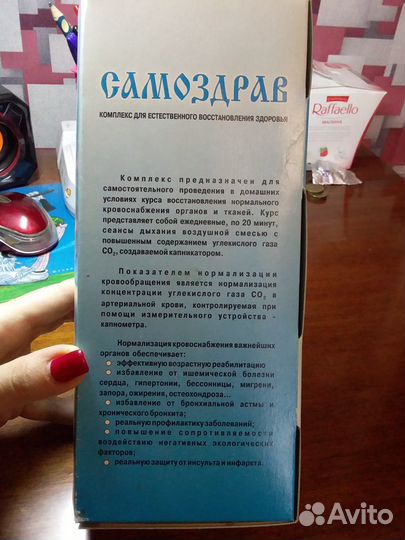 САМОЗДРАВ
КОМПЛЕКС ДЛЯ ЕСТЕСТВЕННОГО ВОССТАНОВЛЕНИЯ ЗДОРОВЬЯ
Raffaello
МАЛИНА
Комплекс предназначен для
самостоятельного проведения в домашних
условиях курса восстановления нормального
кровоснабжения органов и тканей. Курс
представляет собой ежедневные, по 20 минут,
сеансы дыхания воздушной смесью с
повышенным содержанием углекислого газа
CO₂, создаваемой капникатором.
Показателем нормализации
кровообращения является нормализация
концентрации углекислого газа CO₂ в
артериальной крови, контролируемая при
помощи измерительного устройства -
капнометра.
Нормализация кровоснабжения важнейших
органов обеспечивает:
эффективную возрастную реабилитацию
избавление от ишемической болезни
сердца, гипертонии, бессонницы, мигрени,
запора, ожирения, остеохондроза...
избавление от бронхиальной астмы и
хронического бронхита;
реальную профилактику заболеваний;
повышение сопротивляемости
воздействию негативных экологических
факторов;
реальную защиту от инсульта и инфаркта.
Avito